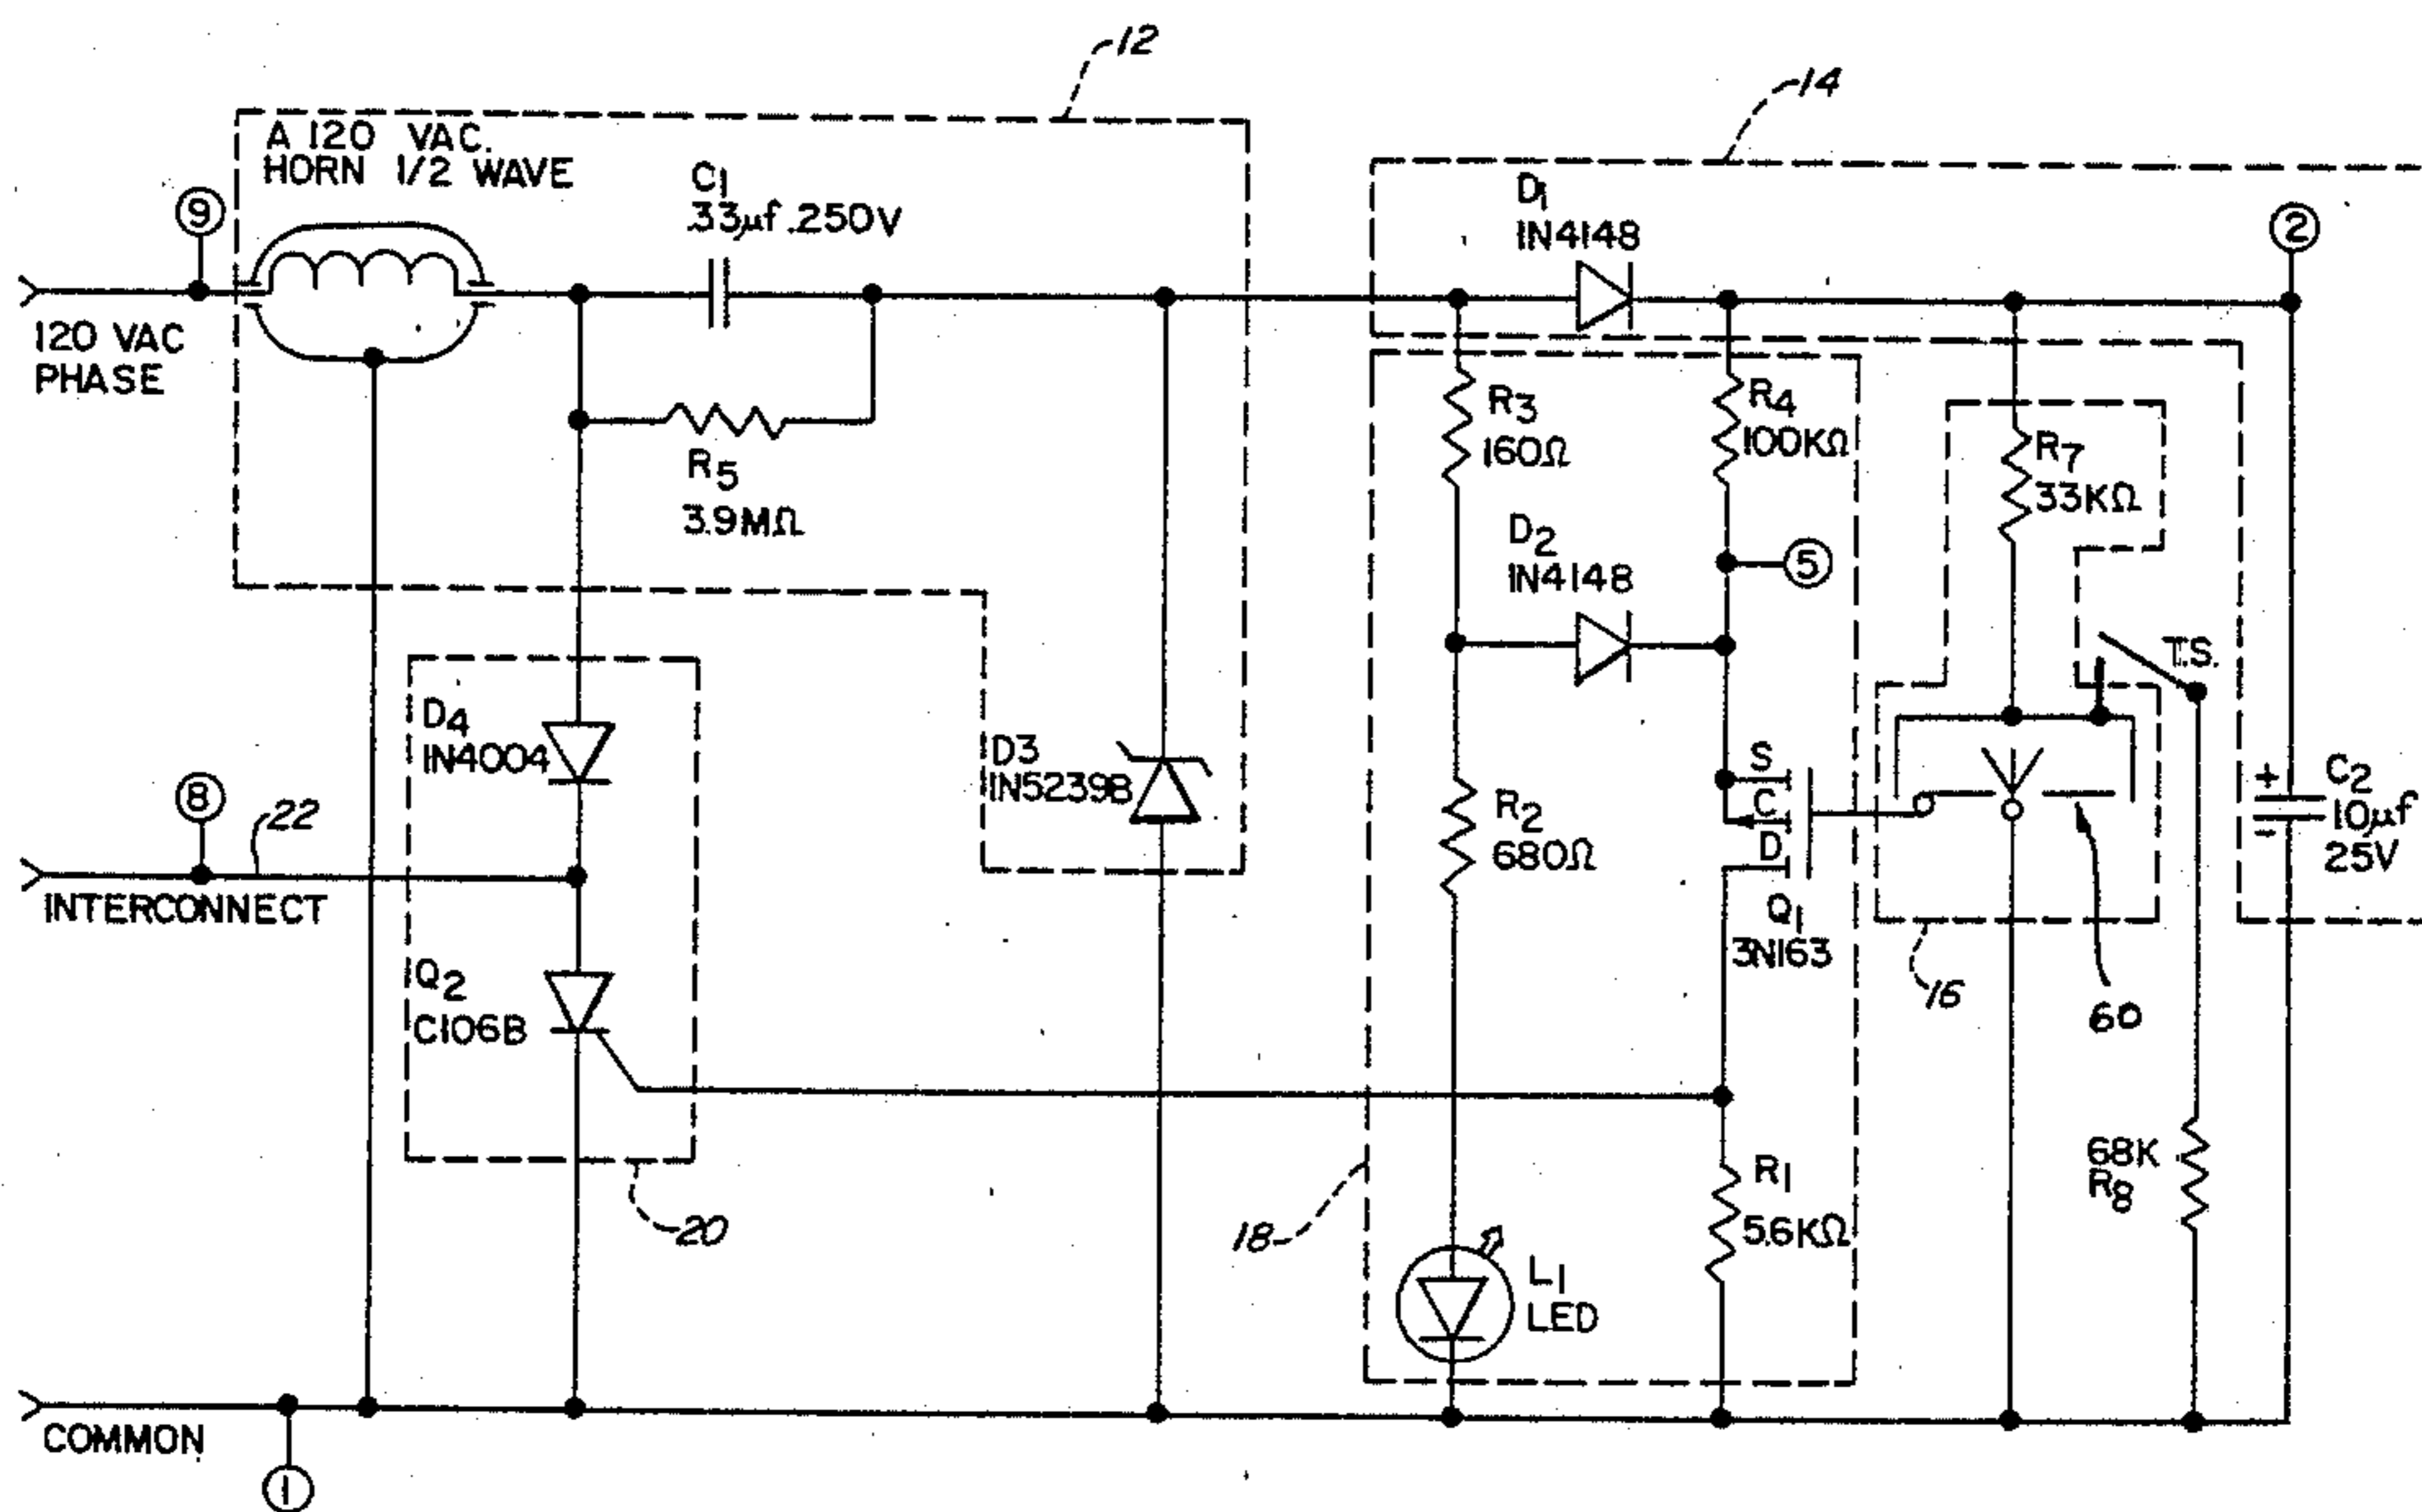 12
14
A 120 VAC.
HORN 1/2 WAVE
C1
.33µf .250V
D1
IN4148
9
2
120 VAC
PHASE
R3
160Ω
R4
100KΩ
R7
33KΩ
R5
3.9MΩ
D2
IN4148
5
T.S.
D4
IN4004
D3
IN5239B
S
C
D
Q1
3N163
R2
680Ω
+
C2
10µf
-
25V
8
22
INTERCONNECT
Q2
C106B
16
60
68K
R8
R1
5.6KΩ
20
18
L1
LED
COMMON
1